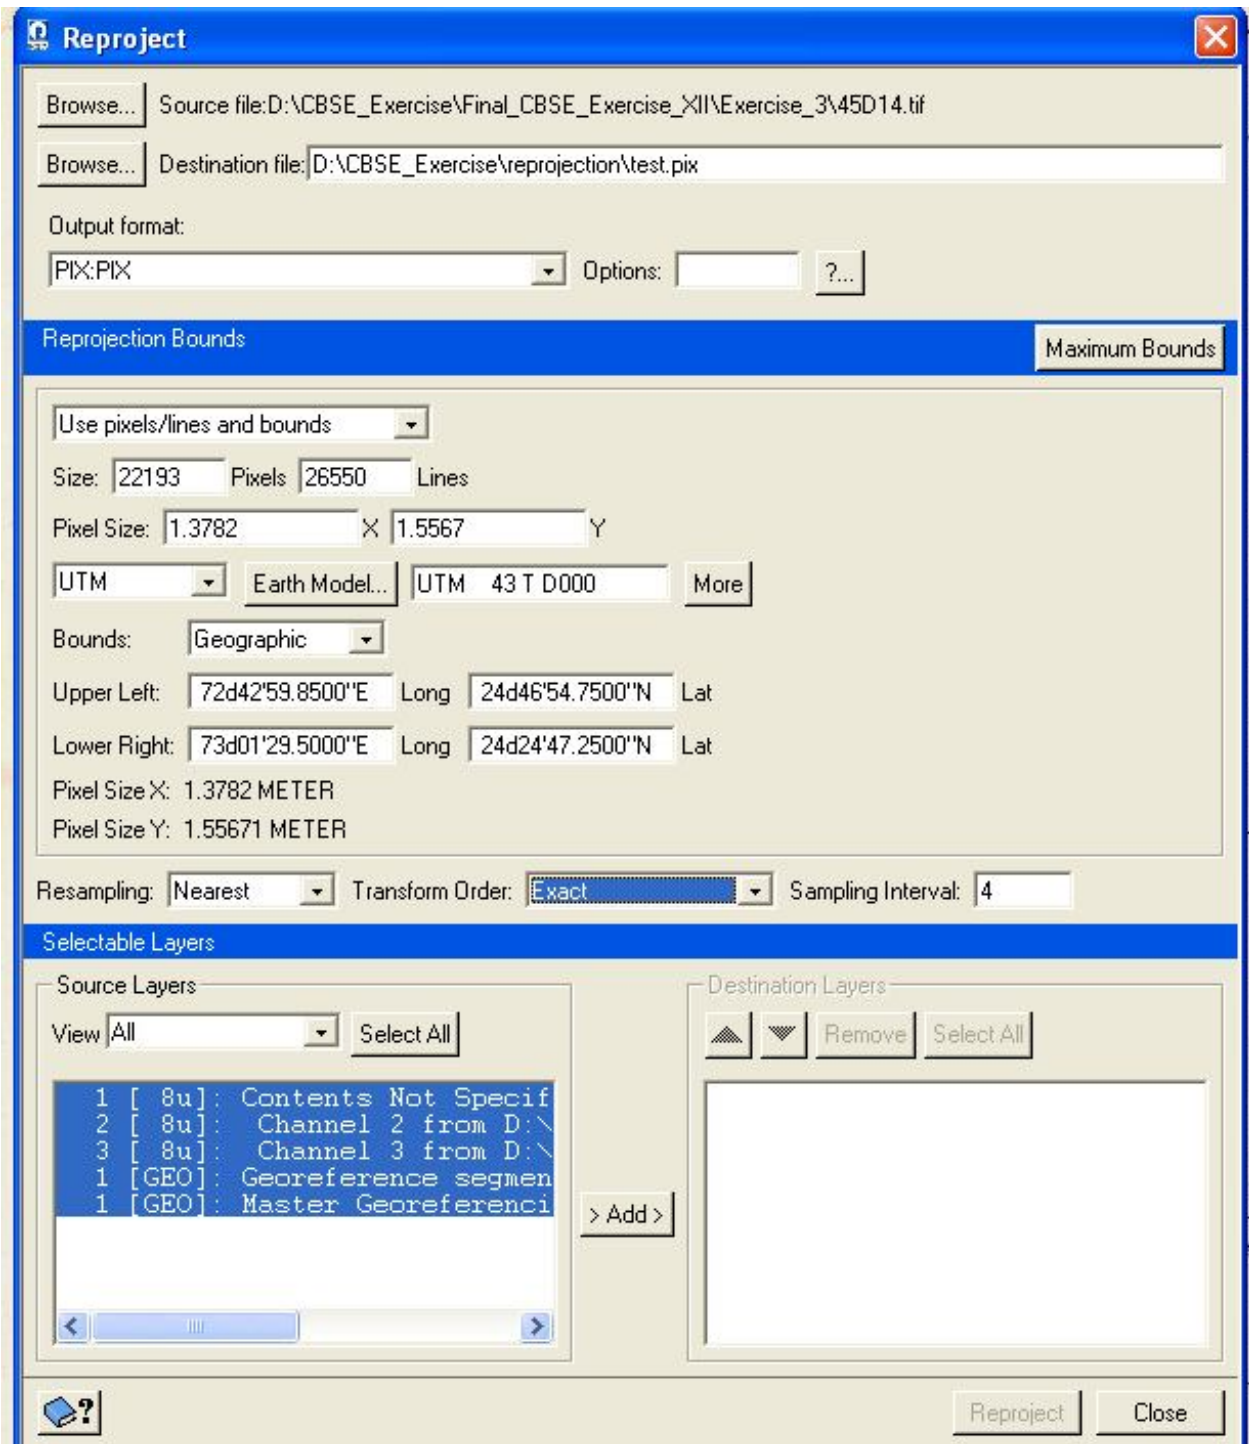 Reproject
Browse... Source file:D:\CBSE_Exercise\Final_CBSE_Exercise_XII\Exercise_3\45D14.tif
Browse... Destination file: D:\CBSE_Exercise\reprojection\test.pix
Output format:
PIX:PIX Options: ?...
Reprojection Bounds Maximum Bounds
Use pixels/lines and bounds
Size: 22193 Pixels 26550 Lines
Pixel Size: 1.3782 X 1.5567 Y
UTM Earth Model... UTM 43 T D000 More
Bounds: Geographic
Upper Left: 72d42'59.8500"E Long 24d46'54.7500"N Lat
Lower Right: 73d01'29.5000"E Long 24d24'47.2500"N Lat
Pixel Size X: 1.3782 METER
Pixel Size Y: 1.55671 METER
Resampling: Nearest Transform Order: Exact Sampling Interval: 4
Selectable Layers
Source Layers Destination Layers
View All Select All Remove Select All
1 [ 8u]: Contents Not Specif
2 [ 8u]: Channel 2 from D:\
3 [ 8u]: Channel 3 from D:\
1 [GEO]: Georeference segmen
1 [GEO]: Master Georeferenci
> Add >
? Reproject Close